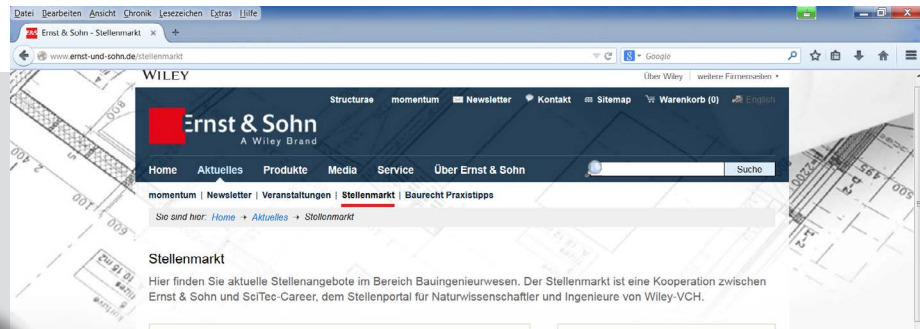 Datei Bearbeiten Ansicht Chronik Lesezeichen Extras Hilfe
Ernst & Sohn - Stellenmarkt × +
www.ernst-und-sohn.de/stellenmarkt Google
WILEY Über Wiley | weitere Firmenseiten
Structurae momentum Newsletter Kontakt Sitemap Warenkorb (0) English
Ernst & Sohn
A Wiley Brand
Home Aktuelles Produkte Media Service Über Ernst & Sohn Suche
momentum | Newsletter | Veranstaltungen | Stellenmarkt | Baurecht Praxistipps
Sie sind hier: Home → Aktuelles → Stellenmarkt
Stellenmarkt
Hier finden Sie aktuelle Stellenangebote im Bereich Bauingenieurwesen. Der Stellenmarkt ist eine Kooperation zwischen
Ernst & Sohn und SciTec-Career, dem Stellenportal für Naturwissenschaftler und Ingenieure von Wiley-VCH.